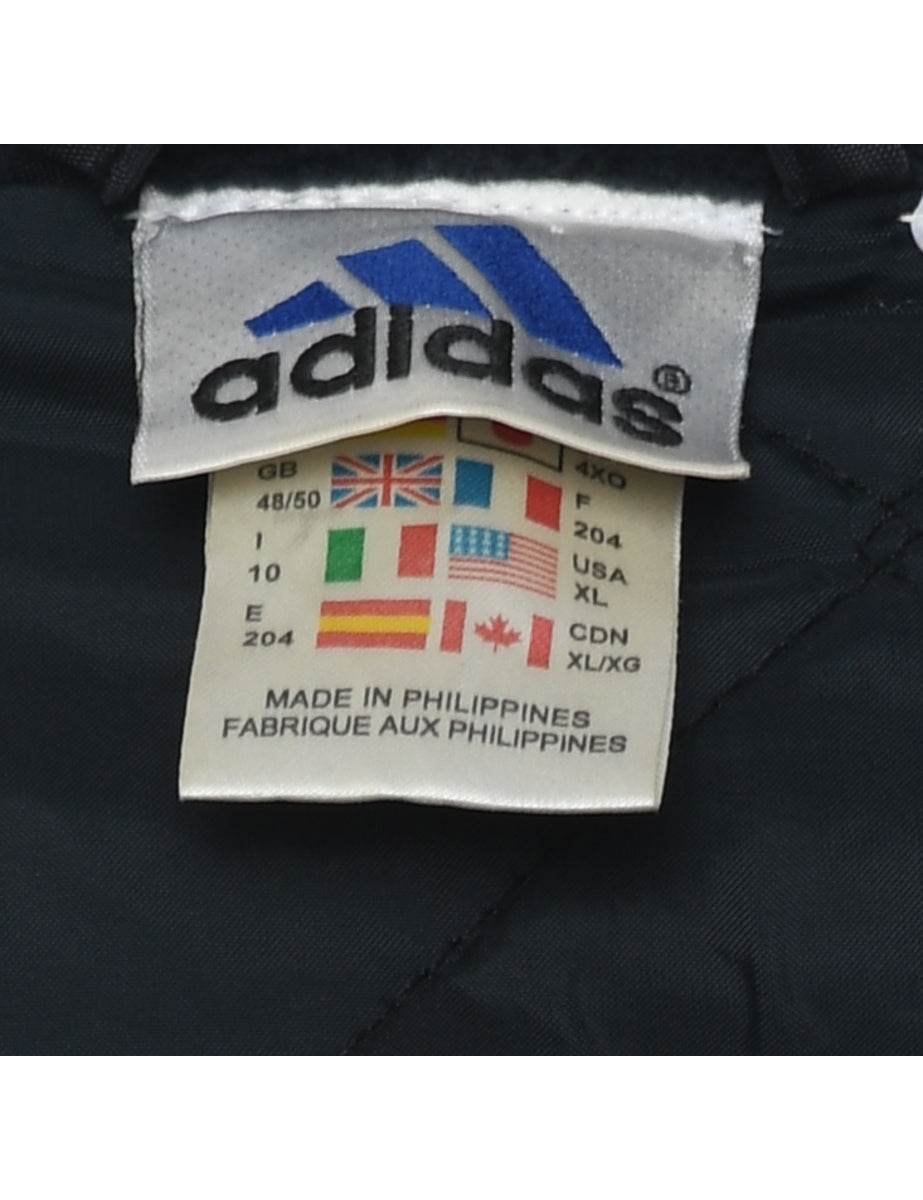 adidas®
GB
48/50
4XO
F
204
I
10
USA
XL
E
204
CDN
XL/XG
MADE IN PHILIPPINES
FABRIQUE AUX PHILIPPINES